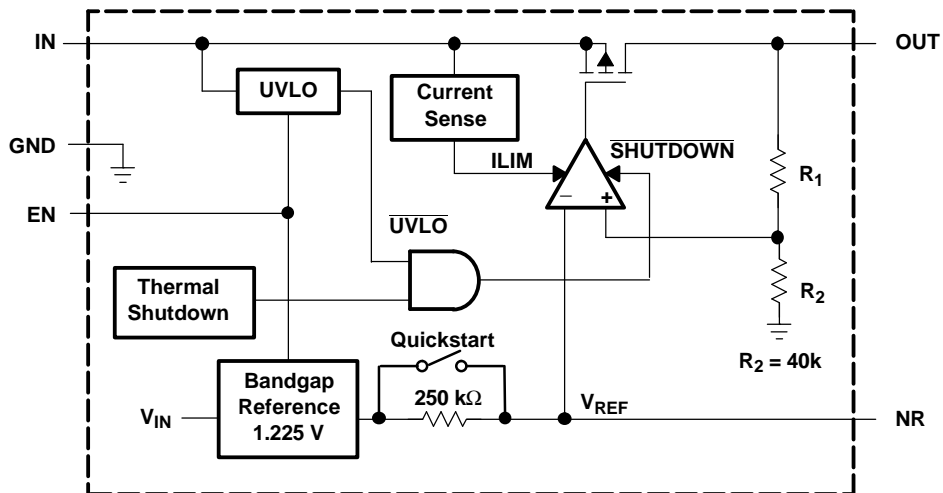 IN
OUT
UVLO
Current
Sense
GND
ILIM
SHUTDOWN
R1
EN
UVLO
− +
Thermal
Shutdown
R2
Quickstart
R2 = 40k
Bandgap
Reference
1.225 V
250 kΩ
VIN
VREF
NR